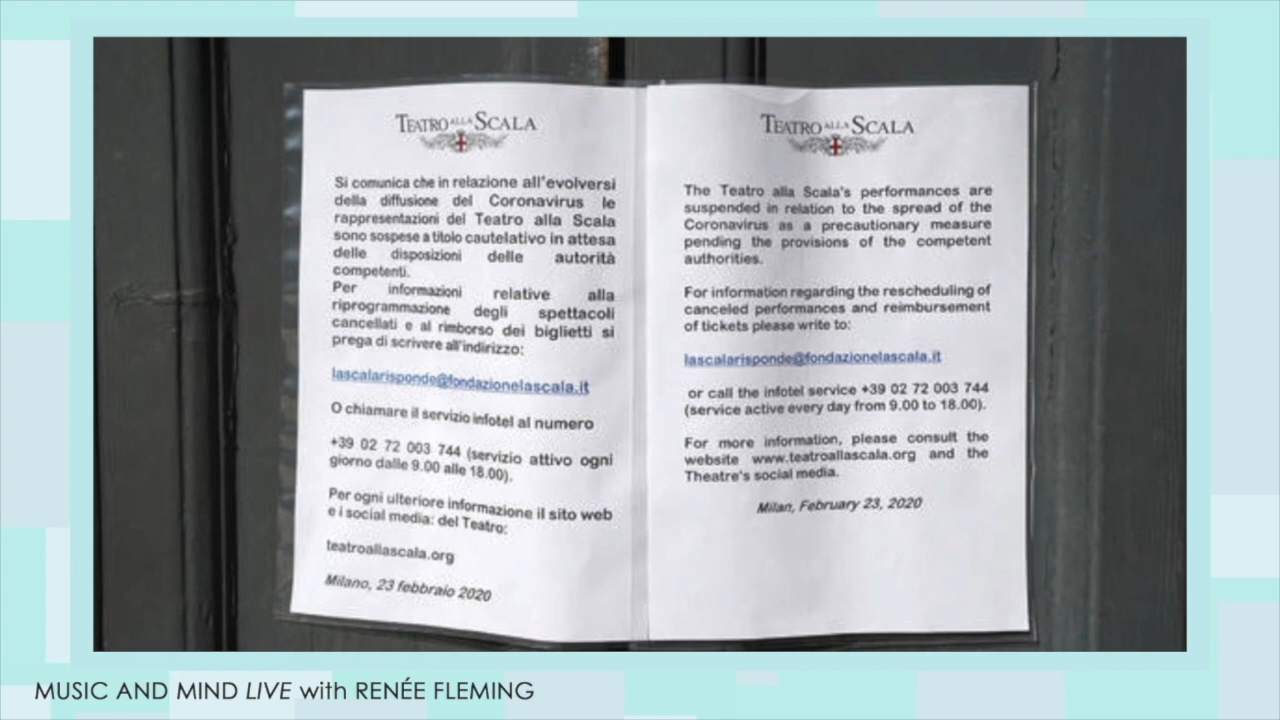 TEATRO ALLA SCALA
Si comunica che in relazione all'evolversi
della diffusione del Coronavirus le
rappresentazioni del Teatro alla Scala
sono sospese a titolo cautelativo in attesa
delle disposizioni delle autorità
competenti.
Per informazioni relative alla
riprogrammazione degli spettacoli
cancellati e al rimborso dei biglietti si
prega di scrivere all'indirizzo:
lascalarisponde@fondazionelascala.it
O chiamare il servizio infotel al numero
+39 02 72 003 744 (servizio attivo ogni
giorno dalle 9.00 alle 18.00).
Per ogni ulteriore informazione il sito web
e i social media: del Teatro:
teatroallascala.org
Milano, 23 febbraio 2020
TEATRO ALLA SCALA
The Teatro alla Scala's performances are
suspended in relation to the spread of the
Coronavirus as a precautionary measure
pending the provisions of the competent
authorities.
For information regarding the rescheduling of
canceled performances and reimbursement
of tickets please write to:
lascalarisponde@fondazionelascala.it
or call the infotel service +39 02 72 003 744
(service active every day from 9.00 to 18.00).
For more information, please consult the
website www.teatroallascala.org and the
Theatre's social media.
Milan, February 23, 2020
MUSIC AND MIND LIVE with RENÉE FLEMING